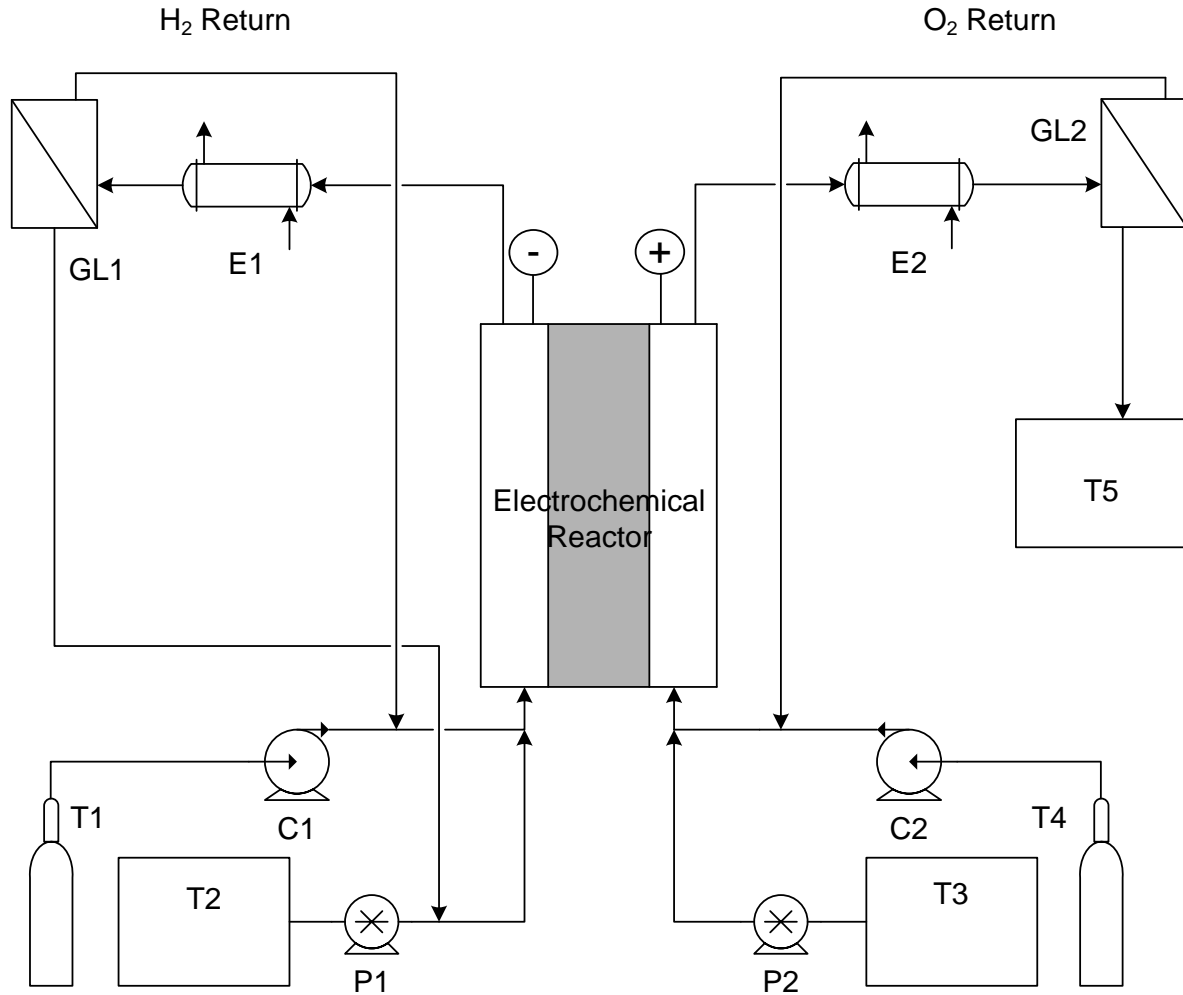 H₂ Return
O₂ Return
GL2
GL1
E1
E2
-
+
Electrochemical
Reactor
T5
T1
C1
C2
T4
T2
T3
P1
P2